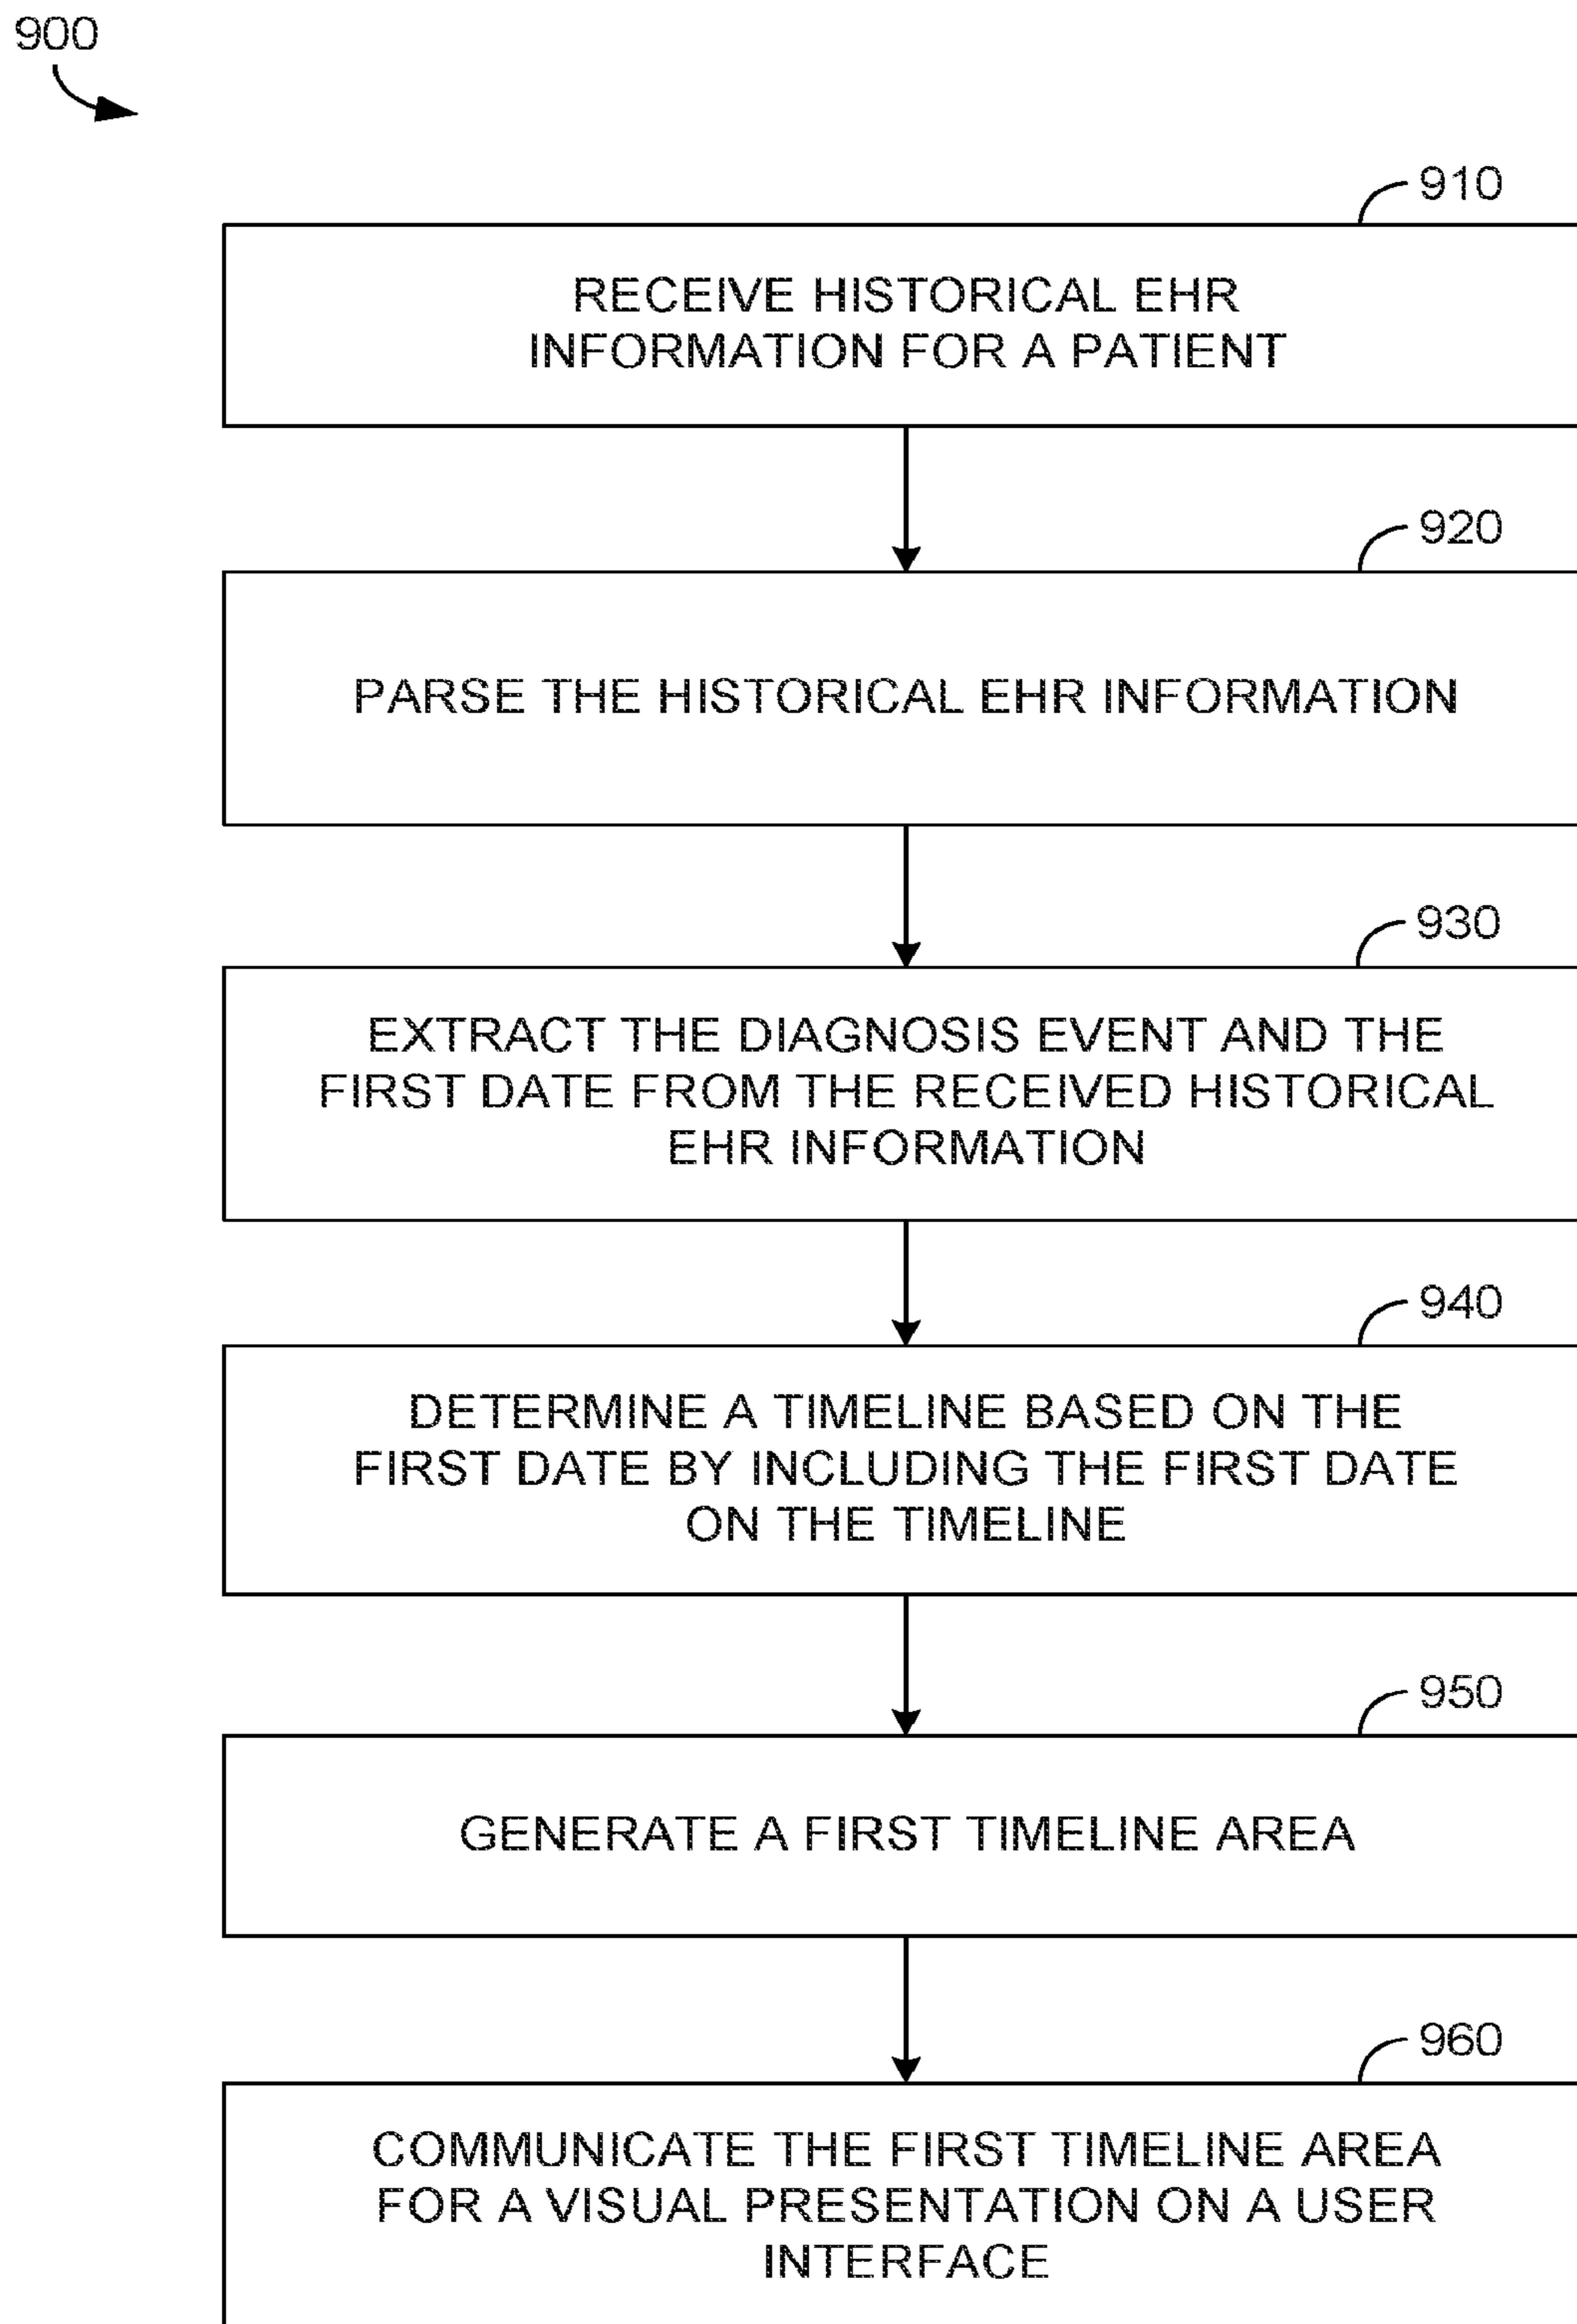 900
910
RECEIVE HISTORICAL EHR
INFORMATION FOR A PATIENT
920
PARSE THE HISTORICAL EHR INFORMATION
930
EXTRACT THE DIAGNOSIS EVENT AND THE
FIRST DATE FROM THE RECEIVED HISTORICAL
EHR INFORMATION
940
DETERMINE A TIMELINE BASED ON THE
FIRST DATE BY INCLUDING THE FIRST DATE
ON THE TIMELINE
950
GENERATE A FIRST TIMELINE AREA
960
COMMUNICATE THE FIRST TIMELINE AREA
FOR A VISUAL PRESENTATION ON A USER
INTERFACE